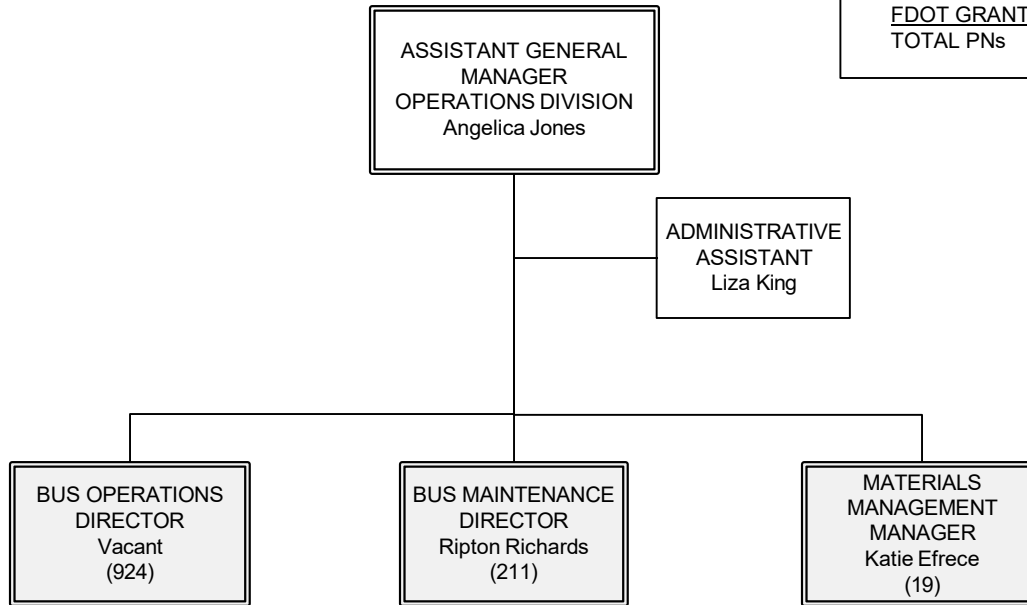 FDOT GRANT
TOTAL PNs
ASSISTANT GENERAL
MANAGER
OPERATIONS DIVISION
Angelica Jones
ADMINISTRATIVE
ASSISTANT
Liza King
BUS OPERATIONS
DIRECTOR
Vacant
(924)
BUS MAINTENANCE
DIRECTOR
Ripton Richards
(211)
MATERIALS
MANAGEMENT
MANAGER
Katie Efrece
(19)